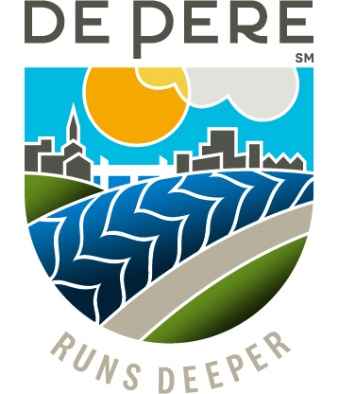 DE PERE
SM
RUNS DEEPER